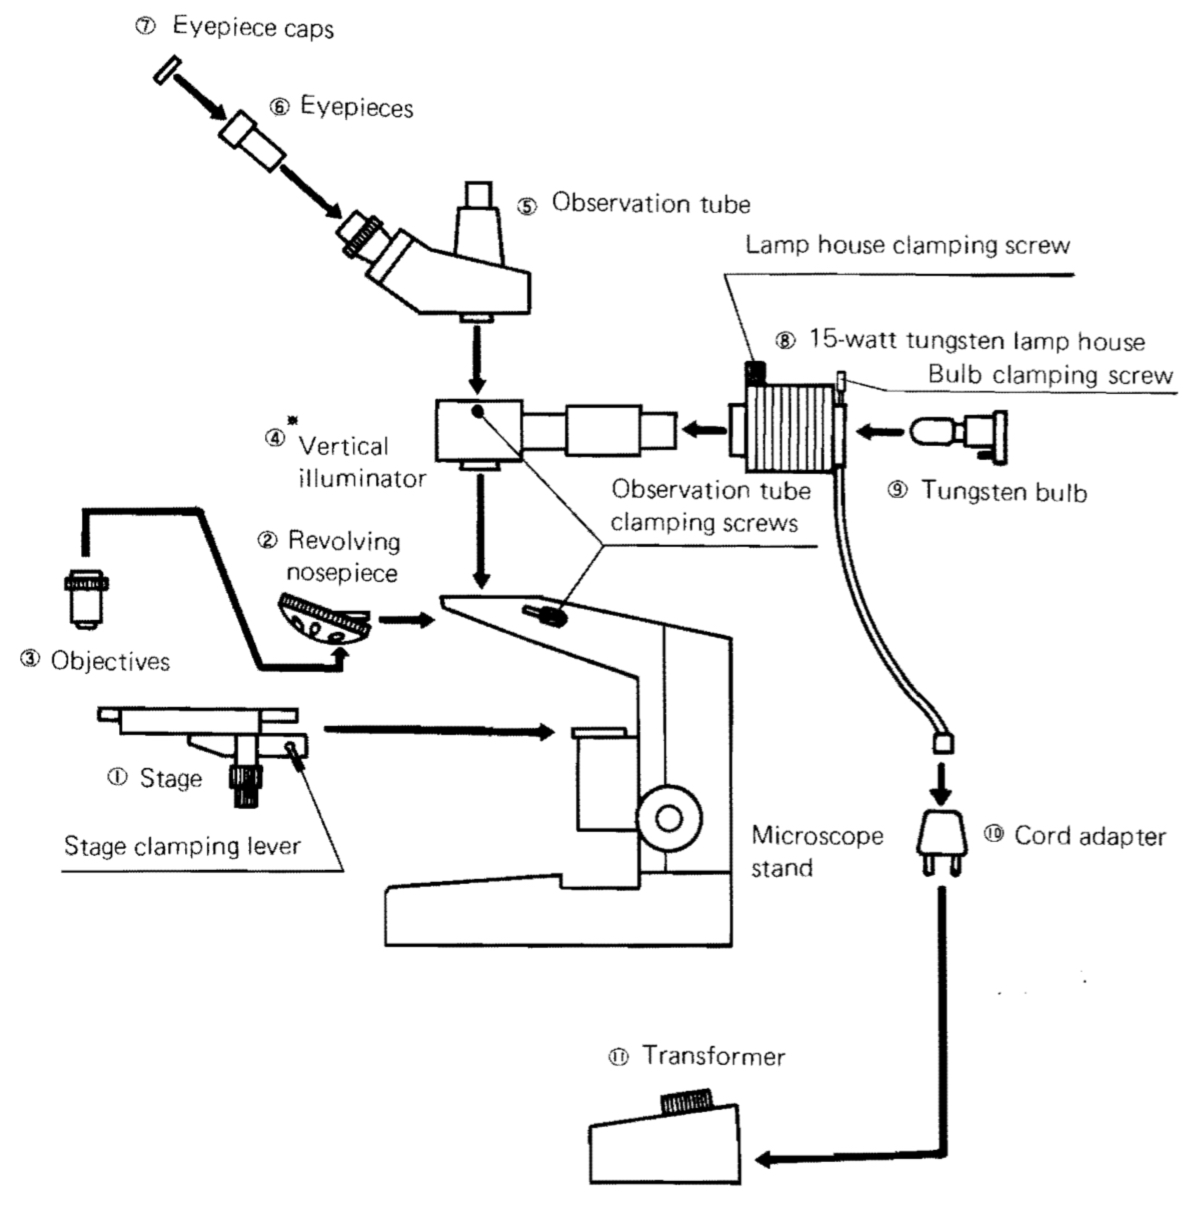 ⑦ Eyepiece caps
⑥ Eyepieces
⑤ Observation tube
Lamp house clamping screw
⑧ 15-watt tungsten lamp house
Bulb clamping screw
④ * Vertical
illuminator
⑨ Tungsten bulb
Observation tube
clamping screws
② Revolving
nosepiece
③ Objectives
① Stage
Stage clamping lever
Microscope
stand
⑩ Cord adapter
⑪ Transformer